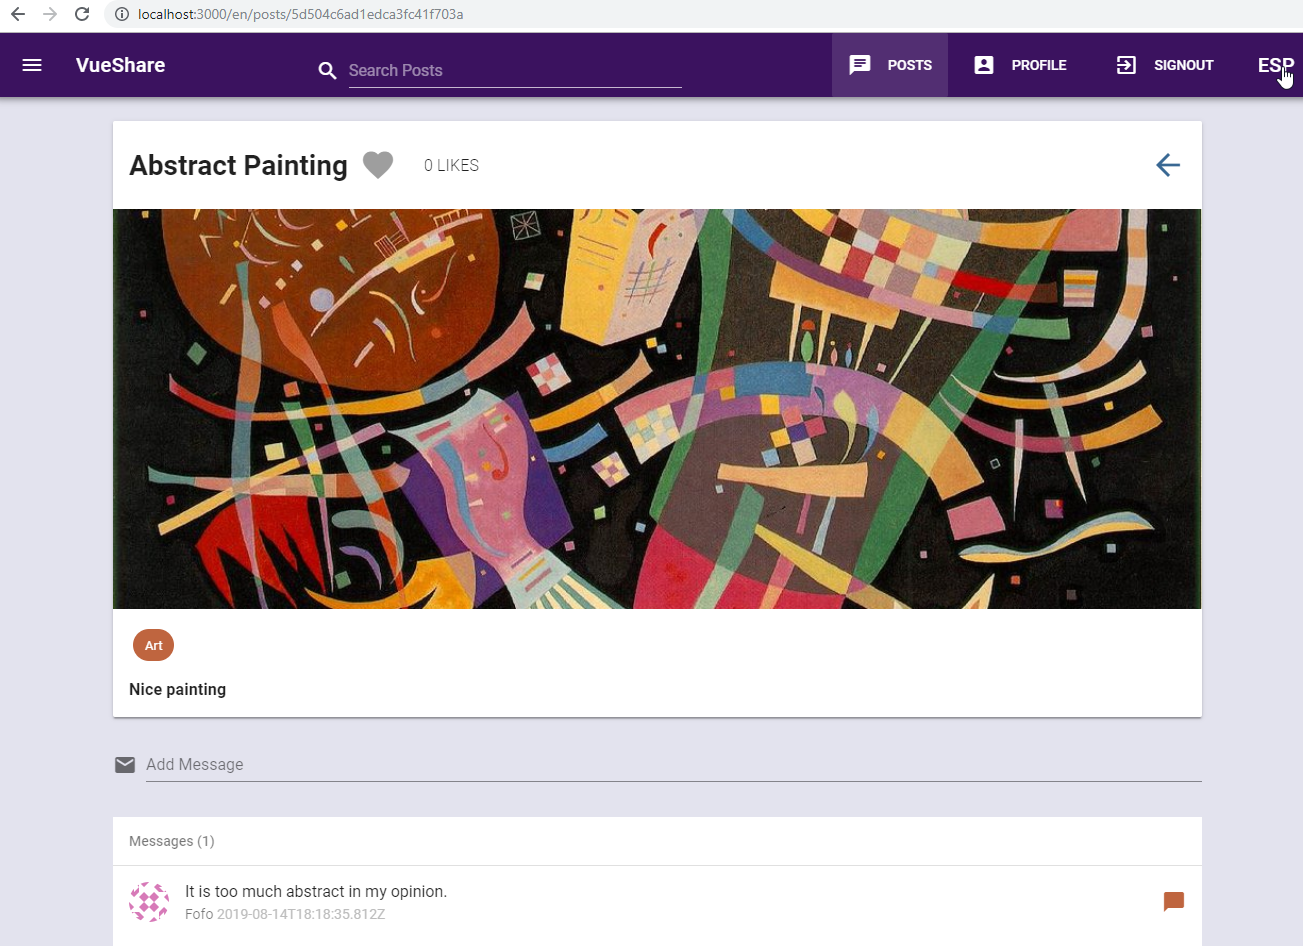 localhost:3000/en/posts/5d504c6ad1edca3fc41f703a
VueShare
Search Posts
POSTS
PROFILE
SIGNOUT
ESP
Abstract Painting
0 LIKES
Art
Nice painting
Add Message
Messages (1)
It is too much abstract in my opinion.
Fofo 2019-08-14T18:18:35.812Z